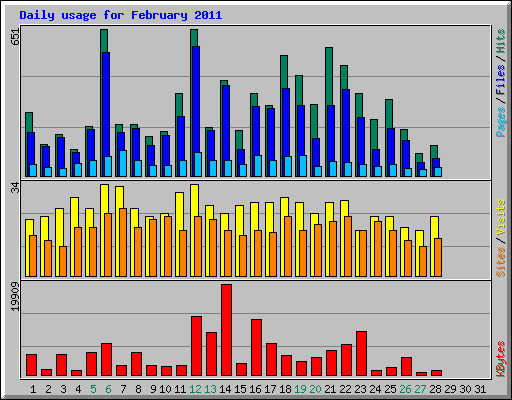 Daily usage for February 2011
651
Pages / Files / Hits
34
Sites / Visits
19909
KBytes
1 2 3 4 5 6 7 8 9 10 11 12 13 14 15 16 17 18 19 20 21 22 23 24 25 26 27 28 29 30 31